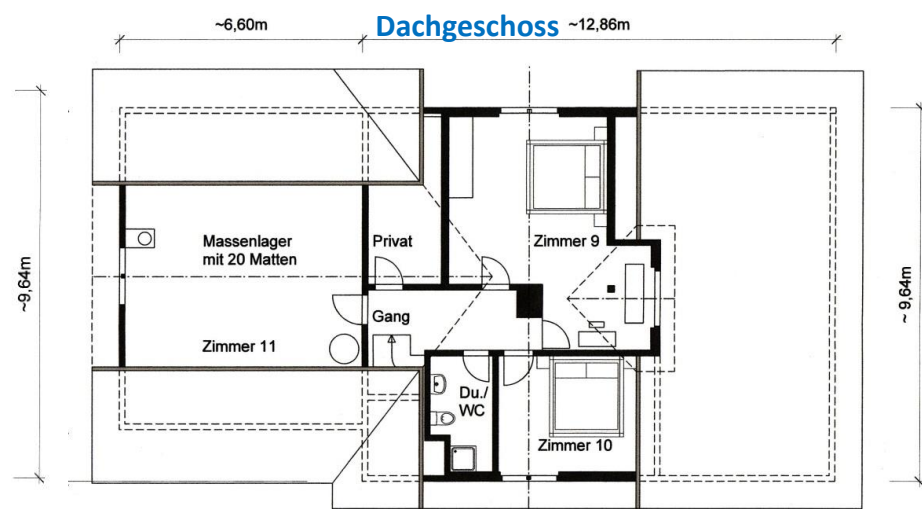 ~6,60m
Dachgeschoss
~12,86m
~9,64m
~ 9,64m
Massenlager
mit 20 Matten
Privat
Zimmer 9
Gang
Zimmer 11
Du./
WC
Zimmer 10